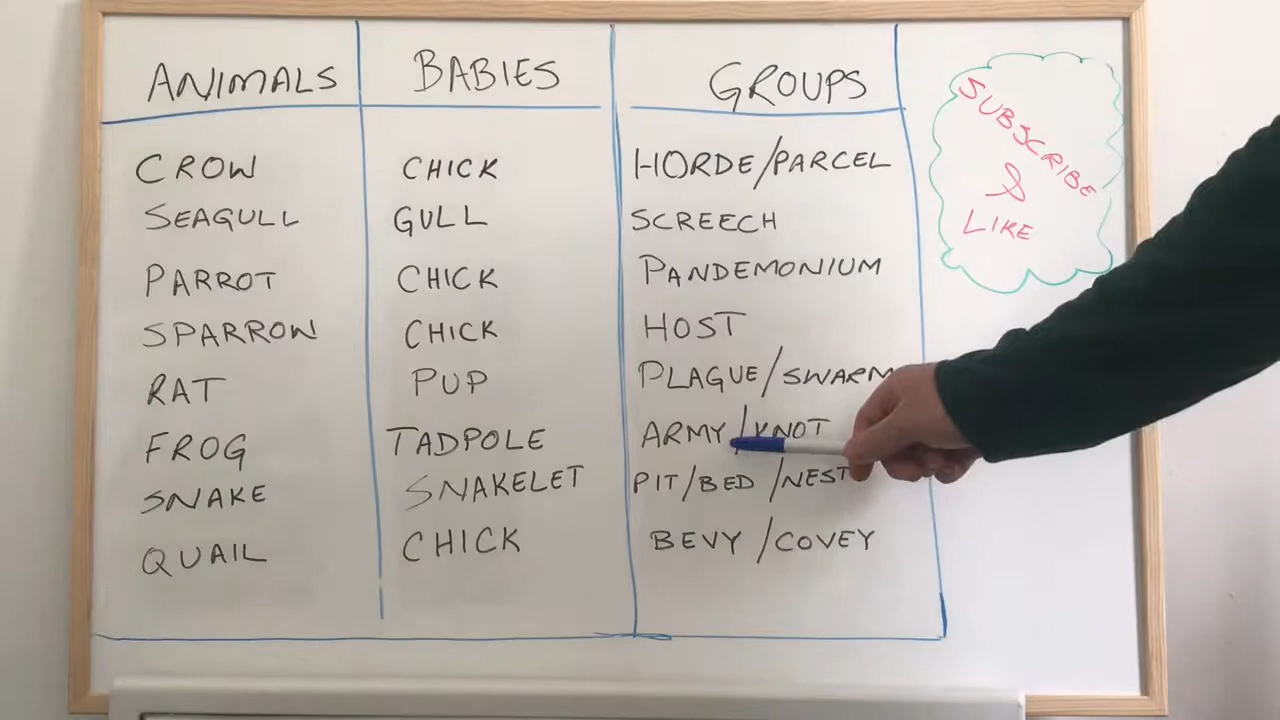 ANIMALS BABIES GROUPS
CROW CHICK HORDE/PARCEL
SEAGULL GULL SCREECH
PARROT CHICK PANDEMONIUM
SPARROW CHICK HOST
RAT PUP PLAGUE/SWARM
FROG TADPOLE ARMY/KNOT
SNAKE SNAKELET PIT/BED/NEST
QUAIL CHICK BEVY/COVEY
SUBSCRIBE
&
LIKE